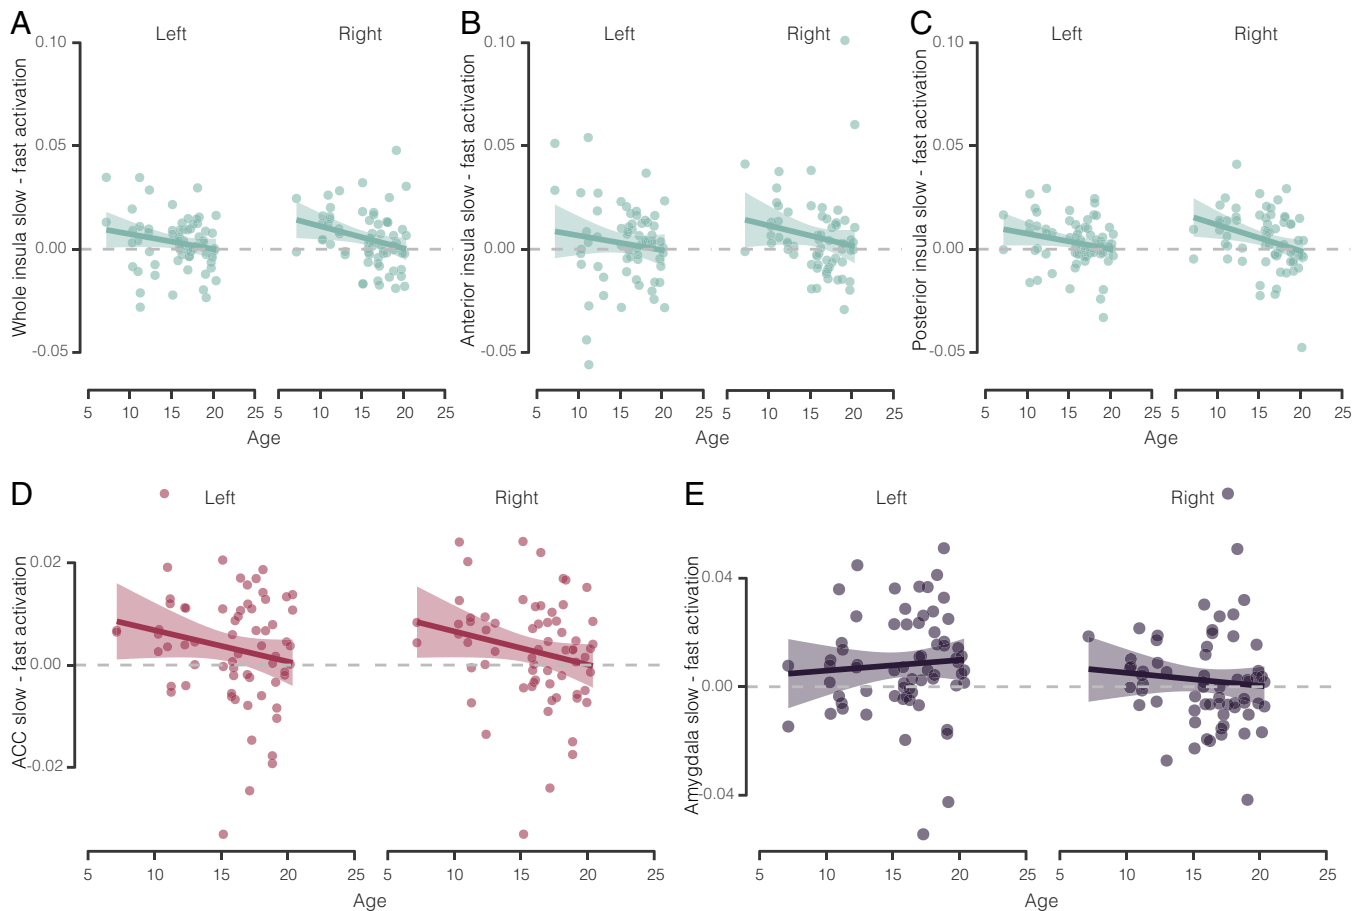 A
Left
Right
Whole insula slow - fast activation
0.10
0.05
0.00
-0.05
5 10 15 20 25 5 10 15 20 25
Age
B
Left
Right
Anterior insula slow - fast activation
0.10
0.05
0.00
-0.05
5 10 15 20 25 5 10 15 20 25
Age
C
Left
Right
Posterior insula slow - fast activation
0.10
0.05
0.00
-0.05
5 10 15 20 25 5 10 15 20 25
Age
D
Left
Right
ACC slow - fast activation
0.02
0.00
-0.02
5 10 15 20 25 5 10 15 20 25
Age
E
Left
Right
Amygdala slow - fast activation
0.04
0.00
-0.04
5 10 15 20 25 5 10 15 20 25
Age